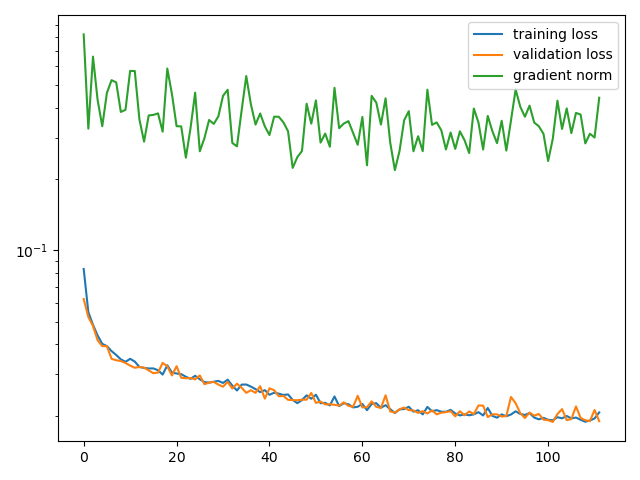 training loss
validation loss
gradient norm
10⁻¹
0 20 40 60 80 100